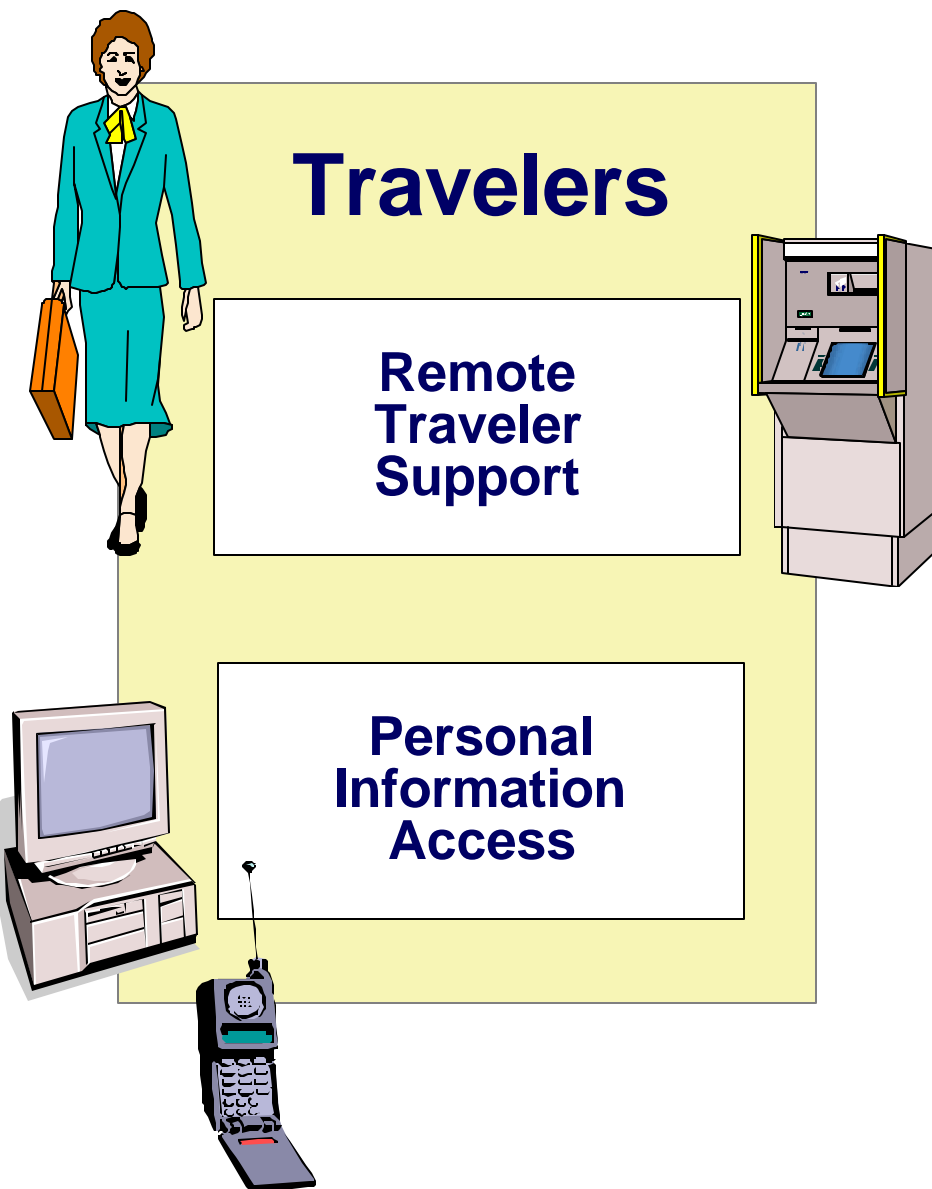 Travelers
Remote
Traveler
Support
Personal
Information
Access